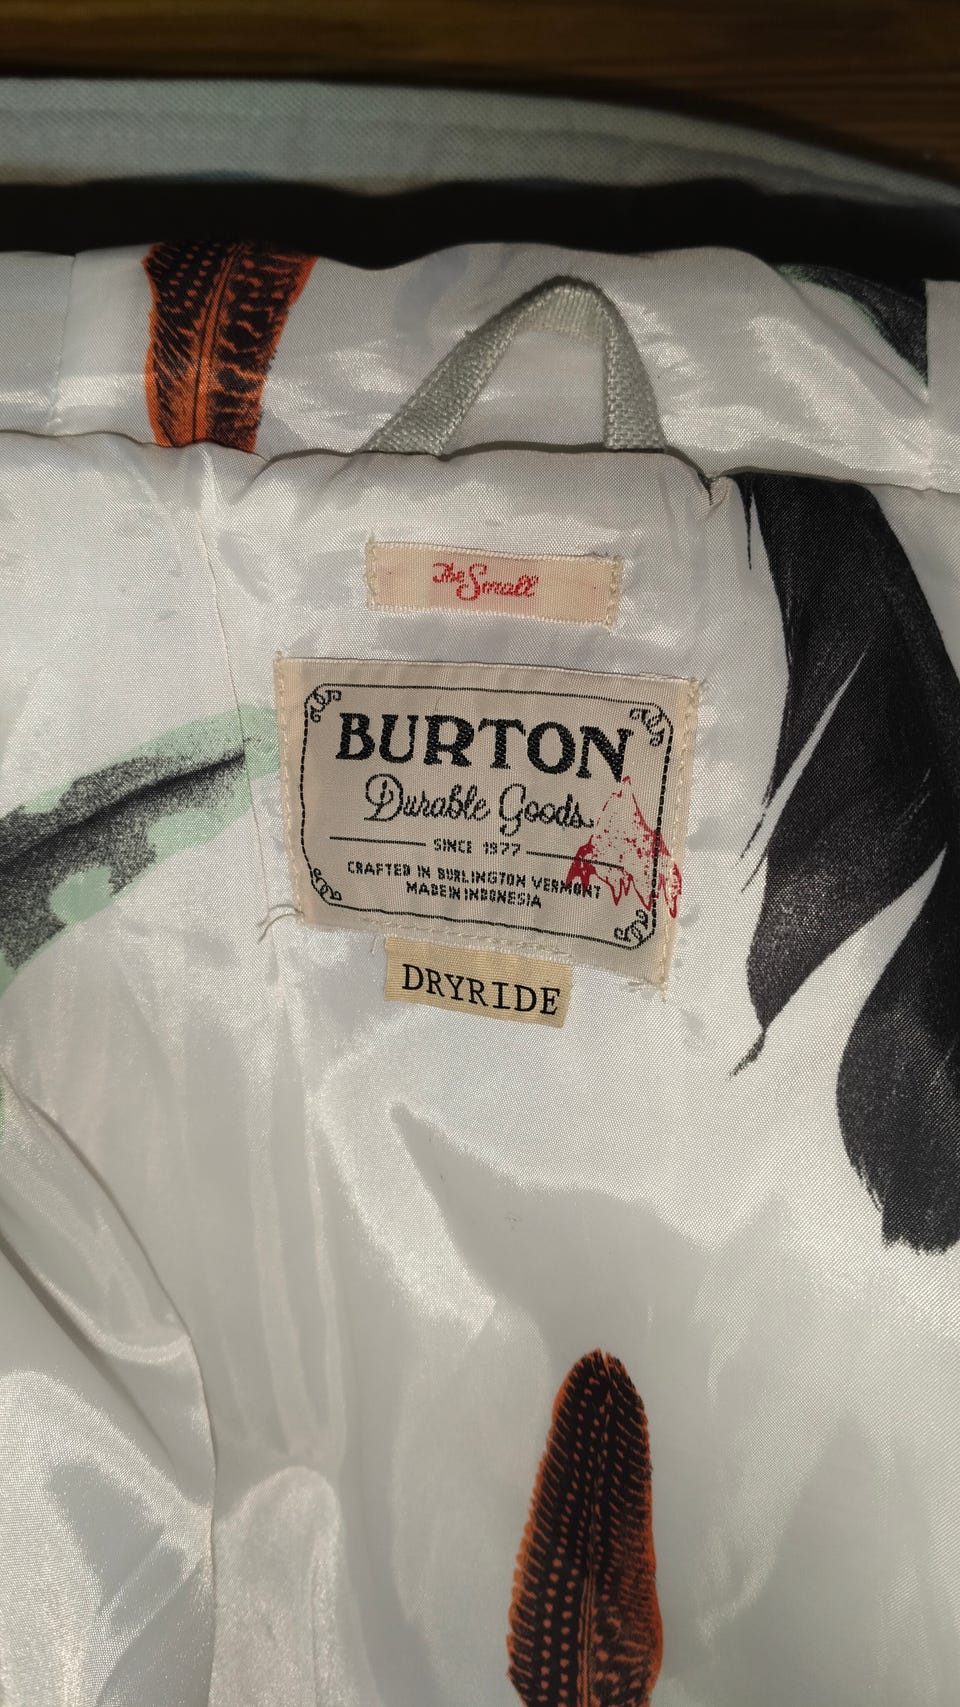 The Small
BURTON
Durable Goods
SINCE 1977
CRAFTED IN BURLINGTON VERMONT
MADE IN INDONESIA
DRYRIDE